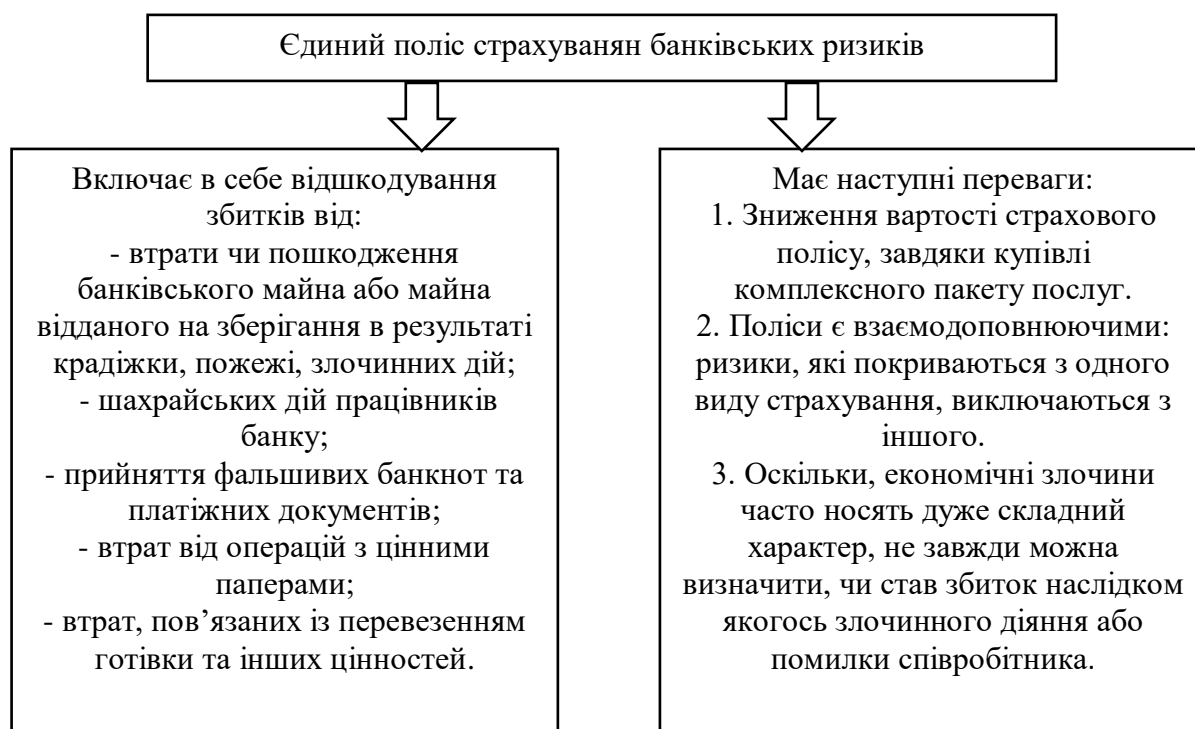 Єдиний поліс страхуванян банківських ризиків
Включає в себе відшкодування
збитків від:
- втрати чи пошкодження
банківського майна або майна
відданого на зберігання в результаті
крадіжки, пожежі, злочинних дій;
- шахрайських дій працівників
банку;
- прийняття фальшивих банкнот та
платіжних документів;
- втрат від операцій з цінними
паперами;
- втрат, пов’язаних із перевезенням
готівки та інших цінностей.
Має наступні переваги:
1. Зниження вартості страхового
полісу, завдяки купівлі
комплексного пакету послуг.
2. Поліси є взаємодоповнюючими:
ризики, які покриваються з одного
виду страхування, виключаються з
іншого.
3. Оскільки, економічні злочини
часто носять дуже складний
характер, не завжди можна
визначити, чи став збиток наслідком
якогось злочинного діяння або
помилки співробітника.